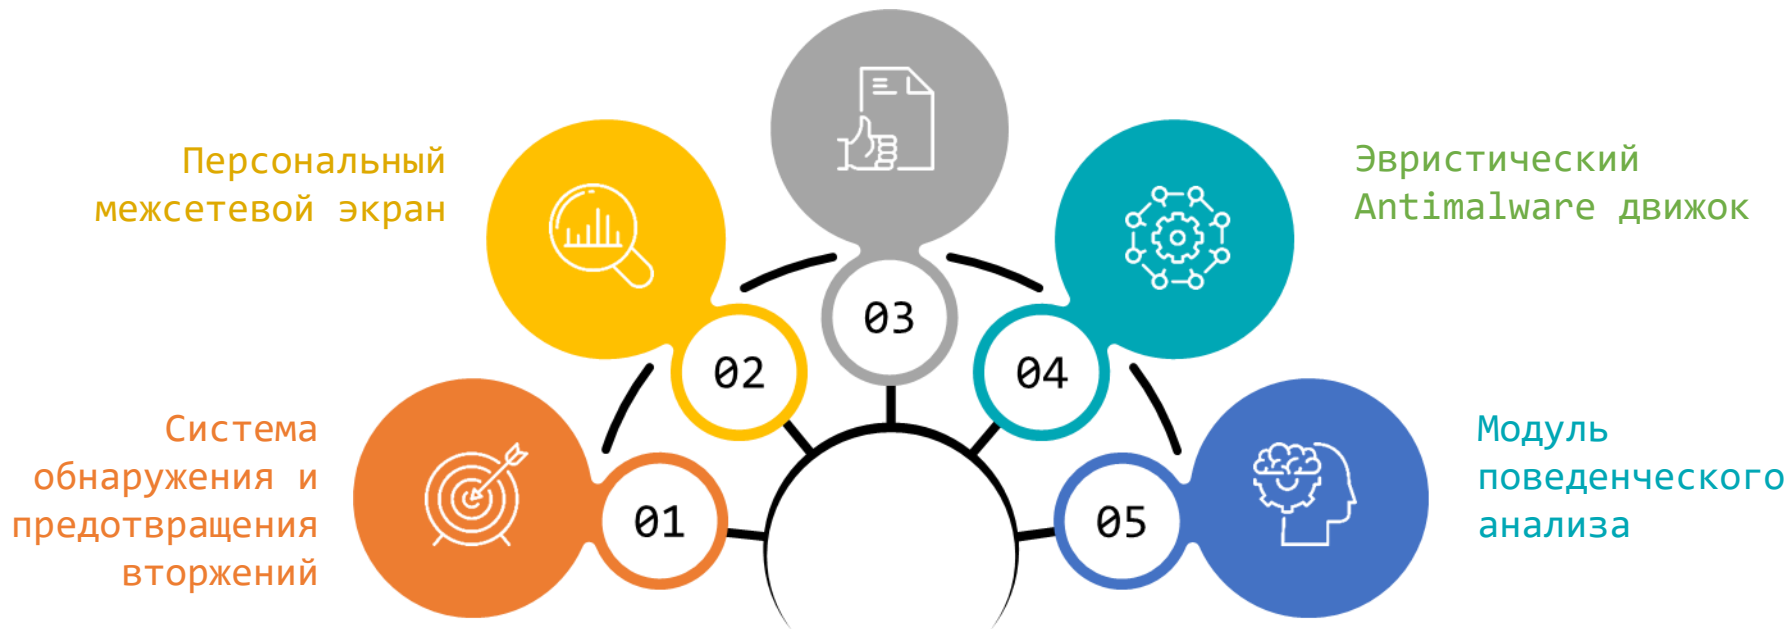 Персональный
межсетевой экран
Эвристический
Antimalware движок
03
02
04
Система
обнаружения и
предотвращения
вторжений
01
05
Модуль
поведенческого
анализа